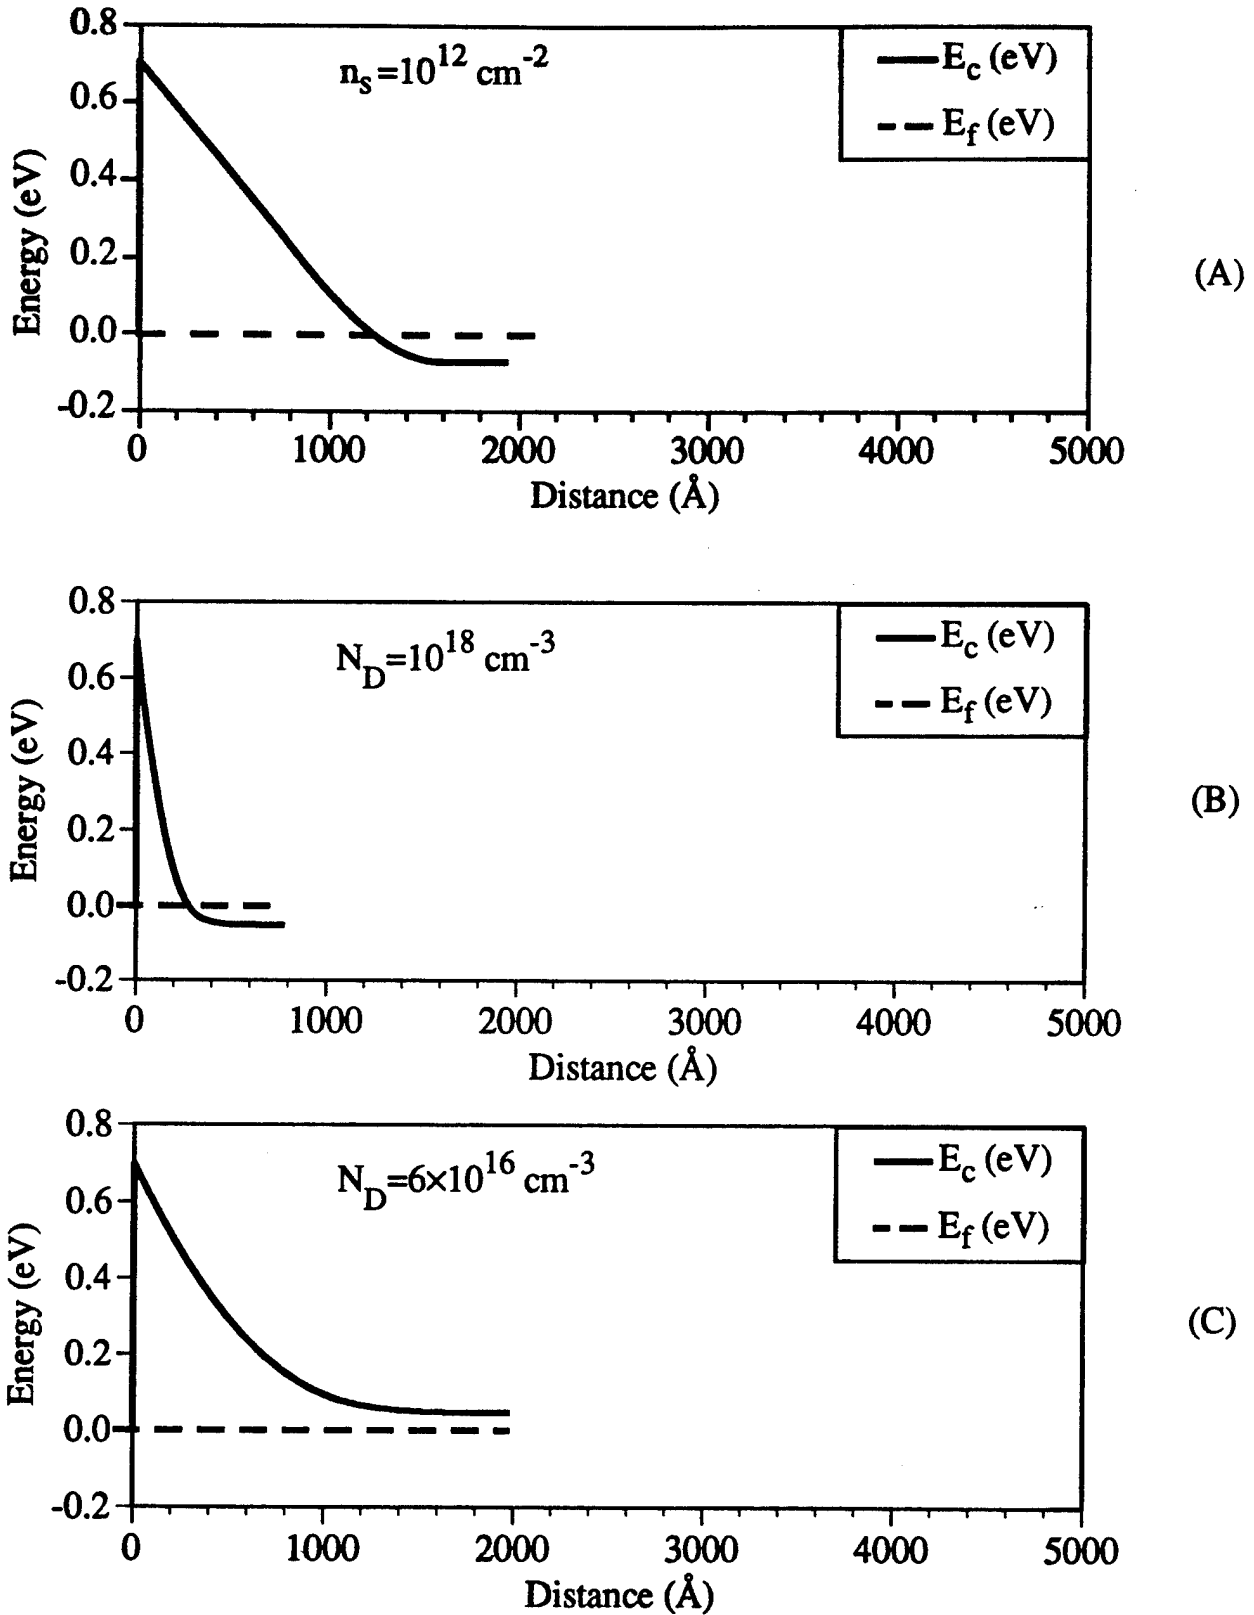 0.8
n_s=10^12 cm^-2
E_c (eV)
E_f (eV)
0.6
0.4
0.2
0.0
-0.2
Energy (eV)
(A)
0 1000 2000 3000 4000 5000
Distance (Å)
0.8
N_D=10^18 cm^-3
E_c (eV)
E_f (eV)
0.6
0.4
0.2
0.0
-0.2
Energy (eV)
(B)
0 1000 2000 3000 4000 5000
Distance (Å)
0.8
N_D=6×10^16 cm^-3
E_c (eV)
E_f (eV)
0.6
0.4
0.2
0.0
-0.2
Energy (eV)
(C)
0 1000 2000 3000 4000 5000
Distance (Å)